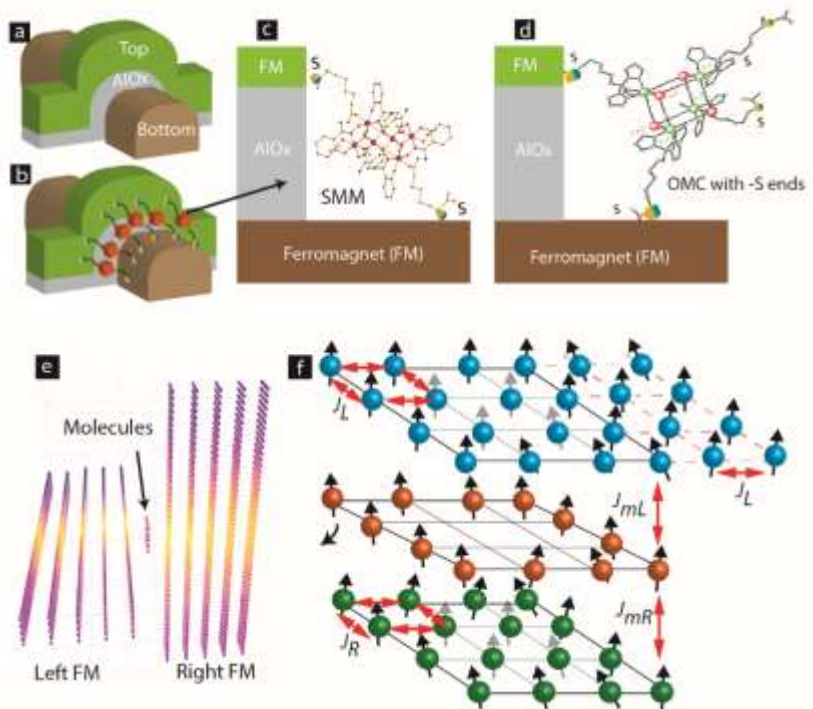 a
Top
AlOx
Bottom
b
c
FM
S
AlOx
SMM
S
Ferromagnet (FM)
d
FM
S
S
S
AlOx
OMC with -S ends
S
Ferromagnet (FM)
e
Molecules
Left FM
Right FM
f
J_L
J_L
J_mL
J_mR
J_R